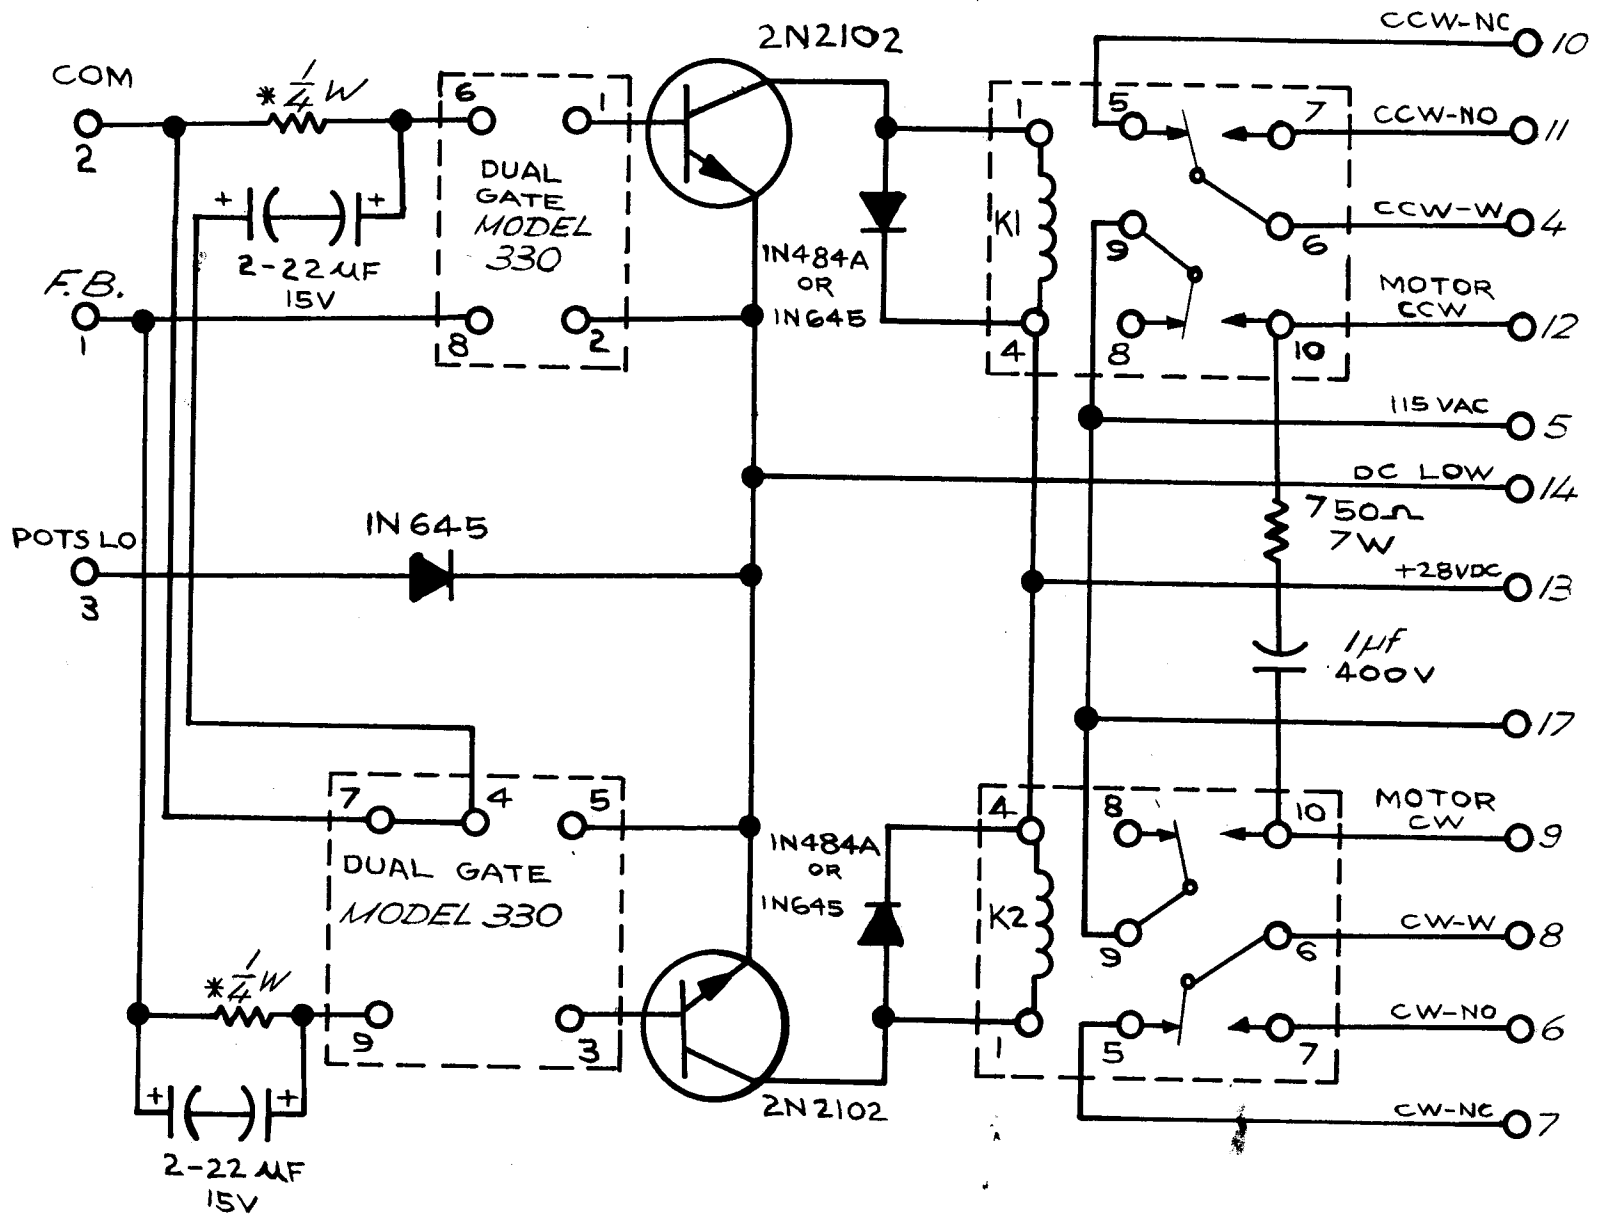 CCW-NC 10
2N2102
COM
* 1/4 W
2
6
1
1
5
7
CCW-NO 11
DUAL
GATE
MODEL
330
+ +
2-22 µF
15V
K1
CCW-W 4
9
6
F.B.
1
1N484A
OR
1N645
MOTOR
CCW 12
8
2
4
8
10
115 VAC 5
DC LOW 14
750Ω
7W
POTS LO
3
1N645
+28VDC 13
1µf
400V
17
7
4
5
4
8
10
MOTOR
CW 9
DUAL GATE
MODEL 330
1N484A
OR
1N645
K2
CW-W 8
9
6
* 1/4 W
9
3
1
5
7
CW-NO 6
+ +
2N2102
CW-NC 7
2-22 µF
15V